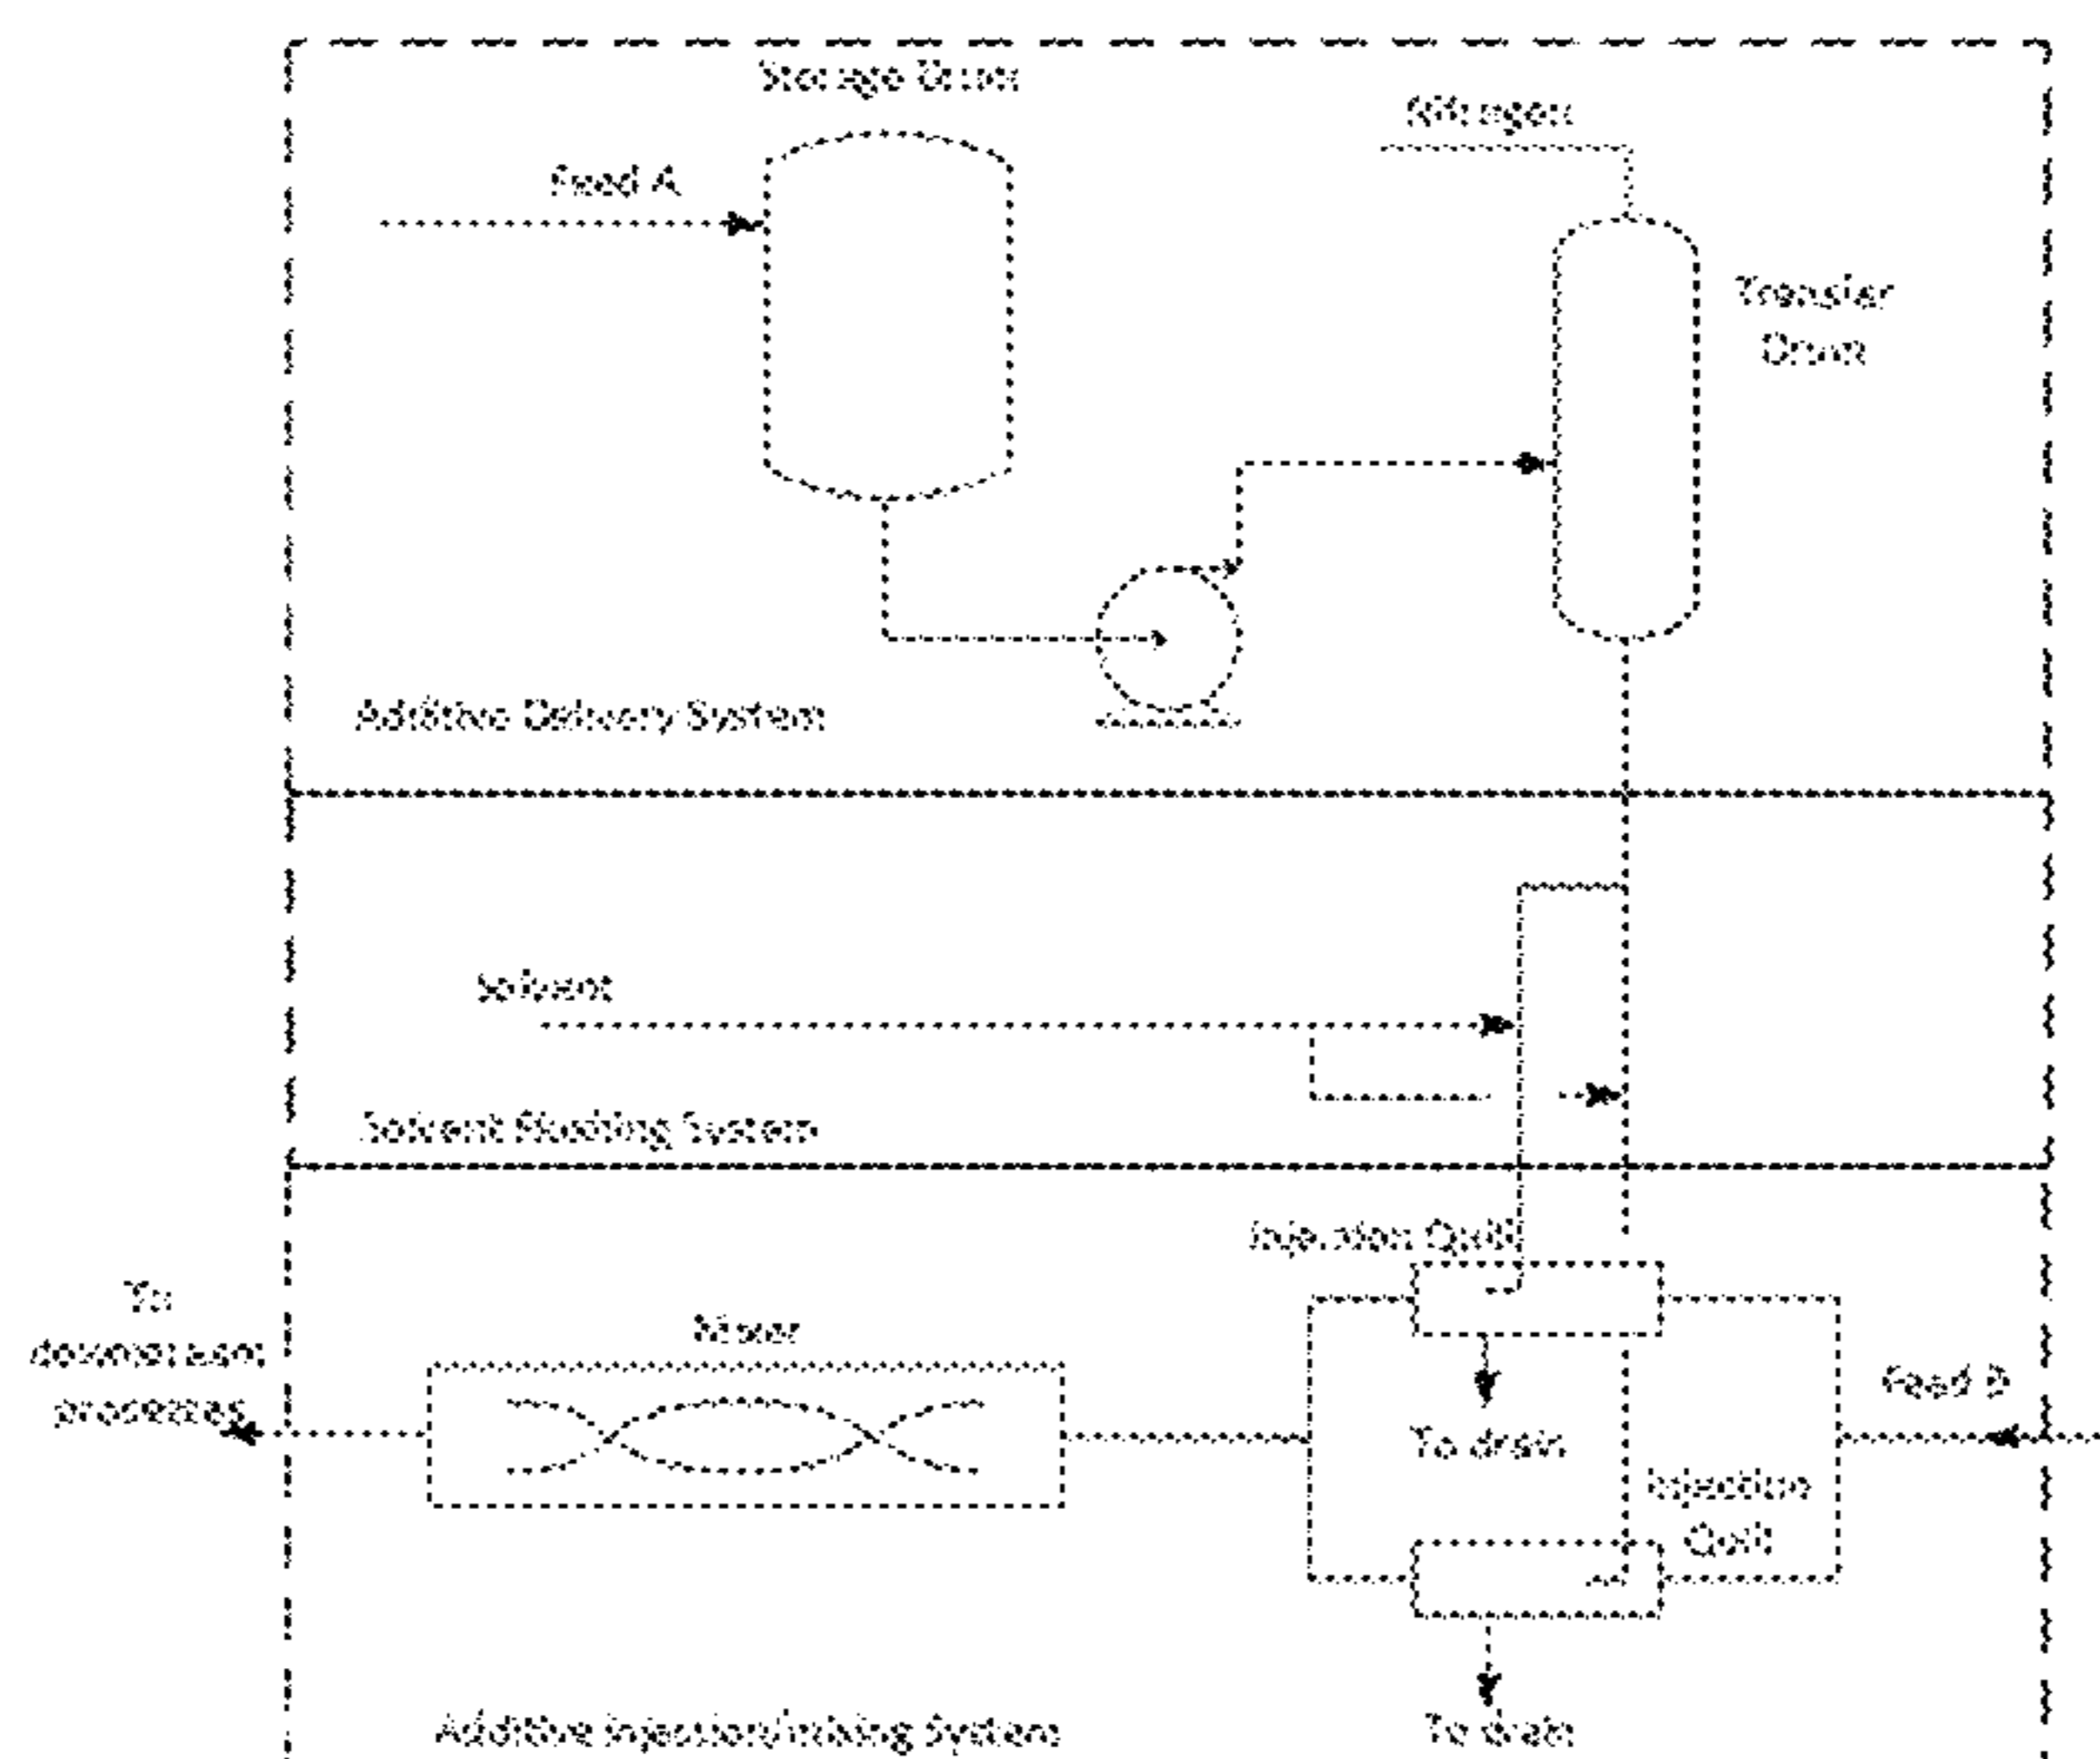 Storage Drum
Nitrogen
Feed A
Transfer
Drum
Additive Delivery System
Solvent
Solvent Flushing System
Injection Quill
To
downstream
processes
Mixer
Feed B
To drain
Injection
Quill
Additive Injection/mixing System
To drain